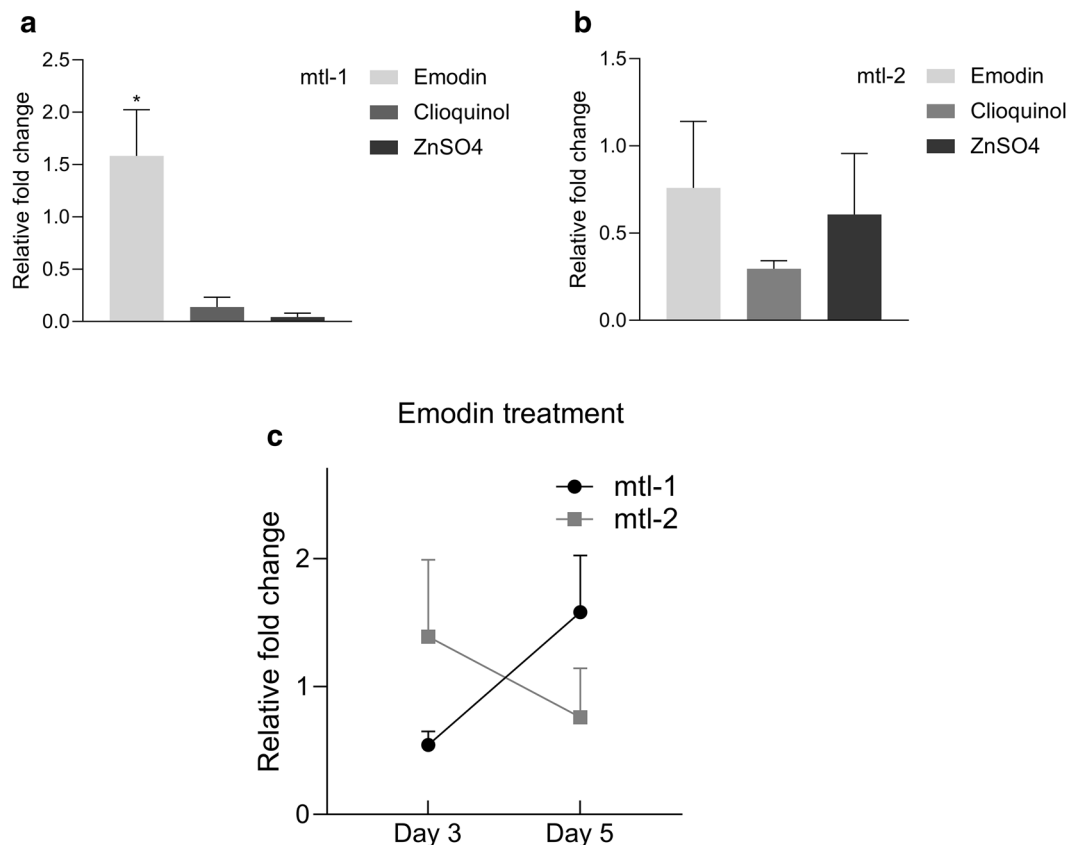 a
Relative fold change
2.5
2.0
1.5
1.0
0.5
0.0
*
mtl-1
Emodin
Clioquinol
ZnSO4
b
Relative fold change
1.5
1.0
0.5
0.0
mtl-2
Emodin
Clioquinol
ZnSO4
Emodin treatment
c
Relative fold change
2
1
0
mtl-1
mtl-2
Day 3
Day 5